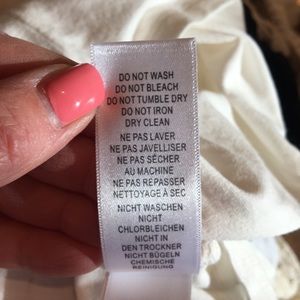 DO NOT WASH
DO NOT BLEACH
DO NOT TUMBLE DRY
DO NOT IRON
DRY CLEAN
NE PAS LAVER
NE PAS JAVELLISER
NE PAS SÉCHER
AU MACHINE
NE PAS REPASSER
NETTOYAGE À SEC
NICHT WASCHEN
NICHT
CHLORBLEICHEN
NICHT IN
DEN TROCKNER
NICHT BÜGELN
CHEMISCHE
REINIGUNG